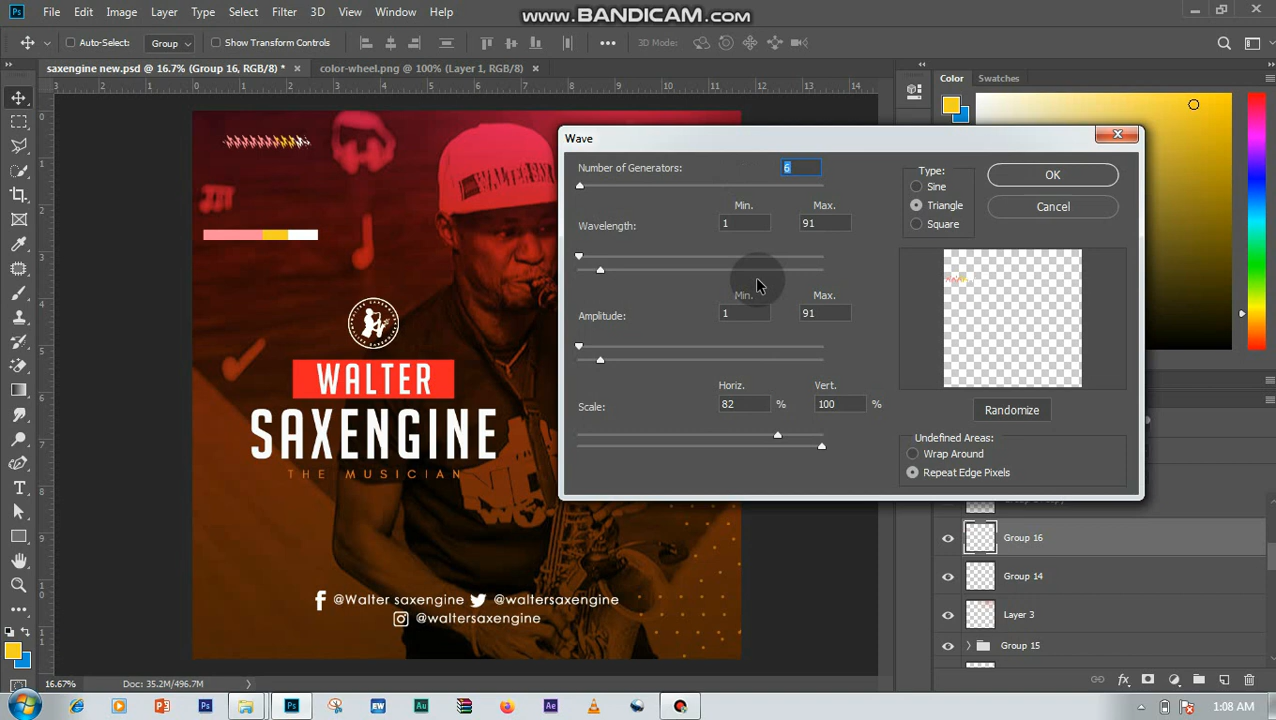 www.BANDICAM.com
Ps File Edit Image Layer Type Select Filter 3D View Window Help
Auto-Select: Group Show Transform Controls 3D Mode:
saxengine new.psd @ 16.7% (Group 16, RGB/8) * × color-wheel.png @ 100% (Layer 1, RGB/8) ×
Color Swatches
Wave
Number of Generators: 6
Type:
Sine
Triangle
Square
OK
Cancel
Min. Max.
Wavelength: 1 91
Min. Max.
Amplitude: 1 91
Horiz. Vert.
Scale: 82 % 100 %
Randomize
Undefined Areas:
Wrap Around
Repeat Edge Pixels
WALTER
SAXENGINE
THE MUSICIAN
@Walter saxengine @waltersaxengine
@waltersaxengine
Group 16
Group 14
Layer 3
Group 15
16.67% Doc: 35.2M/496.7M
1:08 AM